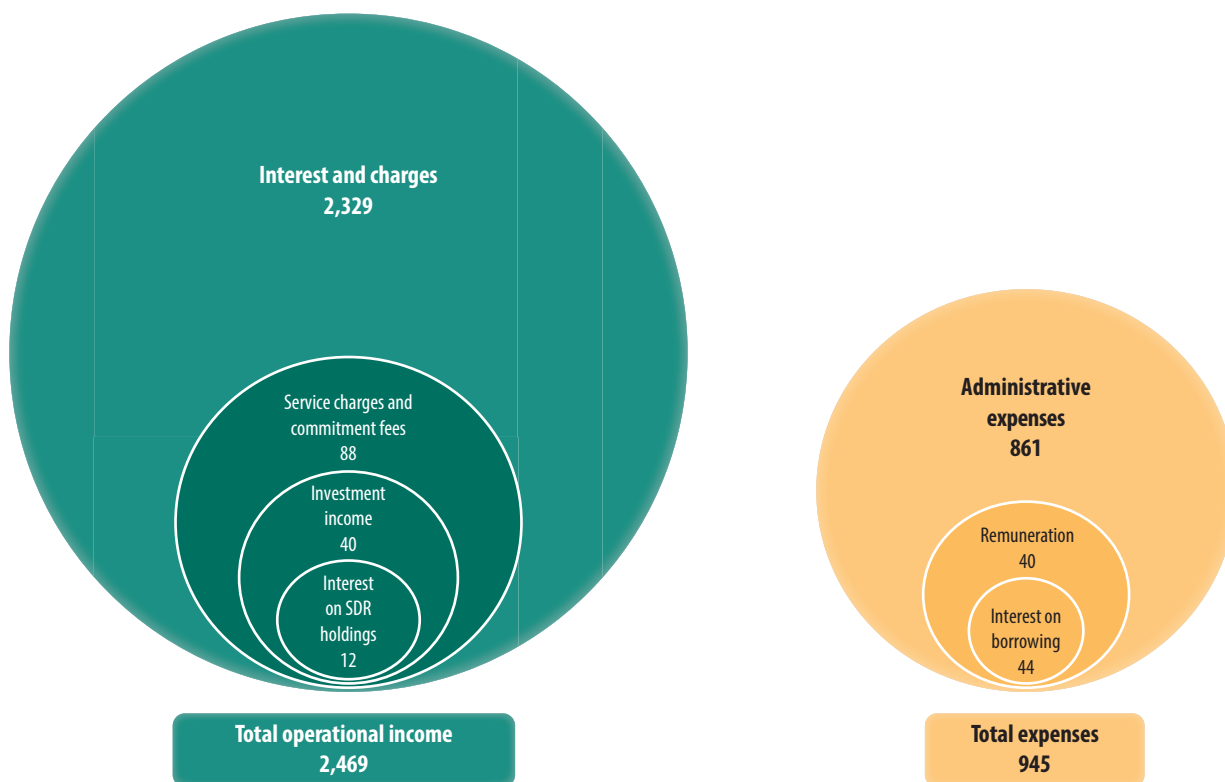 Interest and charges
2,329
Service charges and
commitment fees
88
Investment
income
40
Interest
on SDR
holdings
12
Total operational income
2,469
Administrative
expenses
861
Remuneration
40
Interest on
borrowing
44
Total expenses
945